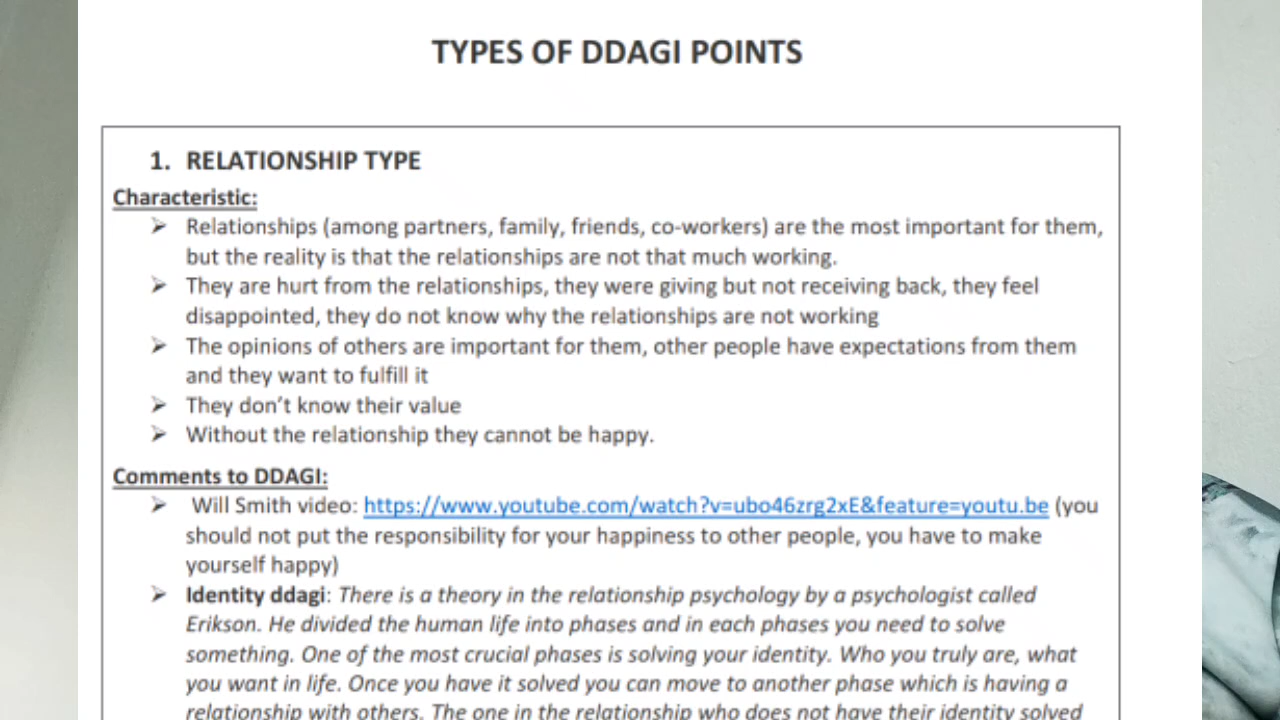 TYPES OF DDAGI POINTS
1. RELATIONSHIP TYPE
Characteristic:
➢ Relationships (among partners, family, friends, co-workers) are the most important for them,
but the reality is that the relationships are not that much working.
➢ They are hurt from the relationships, they were giving but not receiving back, they feel
disappointed, they do not know why the relationships are not working
➢ The opinions of others are important for them, other people have expectations from them
and they want to fulfill it
➢ They don't know their value
➢ Without the relationship they cannot be happy.
Comments to DDAGI:
➢ Will Smith video: https://www.youtube.com/watch?v=ubo46zrg2xE&feature=youtu.be (you
should not put the responsibility for your happiness to other people, you have to make
yourself happy)
➢ Identity ddagi: There is a theory in the relationship psychology by a psychologist called
Erikson. He divided the human life into phases and in each phases you need to solve
something. One of the most crucial phases is solving your identity. Who you truly are, what
you want in life. Once you have it solved you can move to another phase which is having a
relationship with others. The one in the relationship who does not have their identity solved